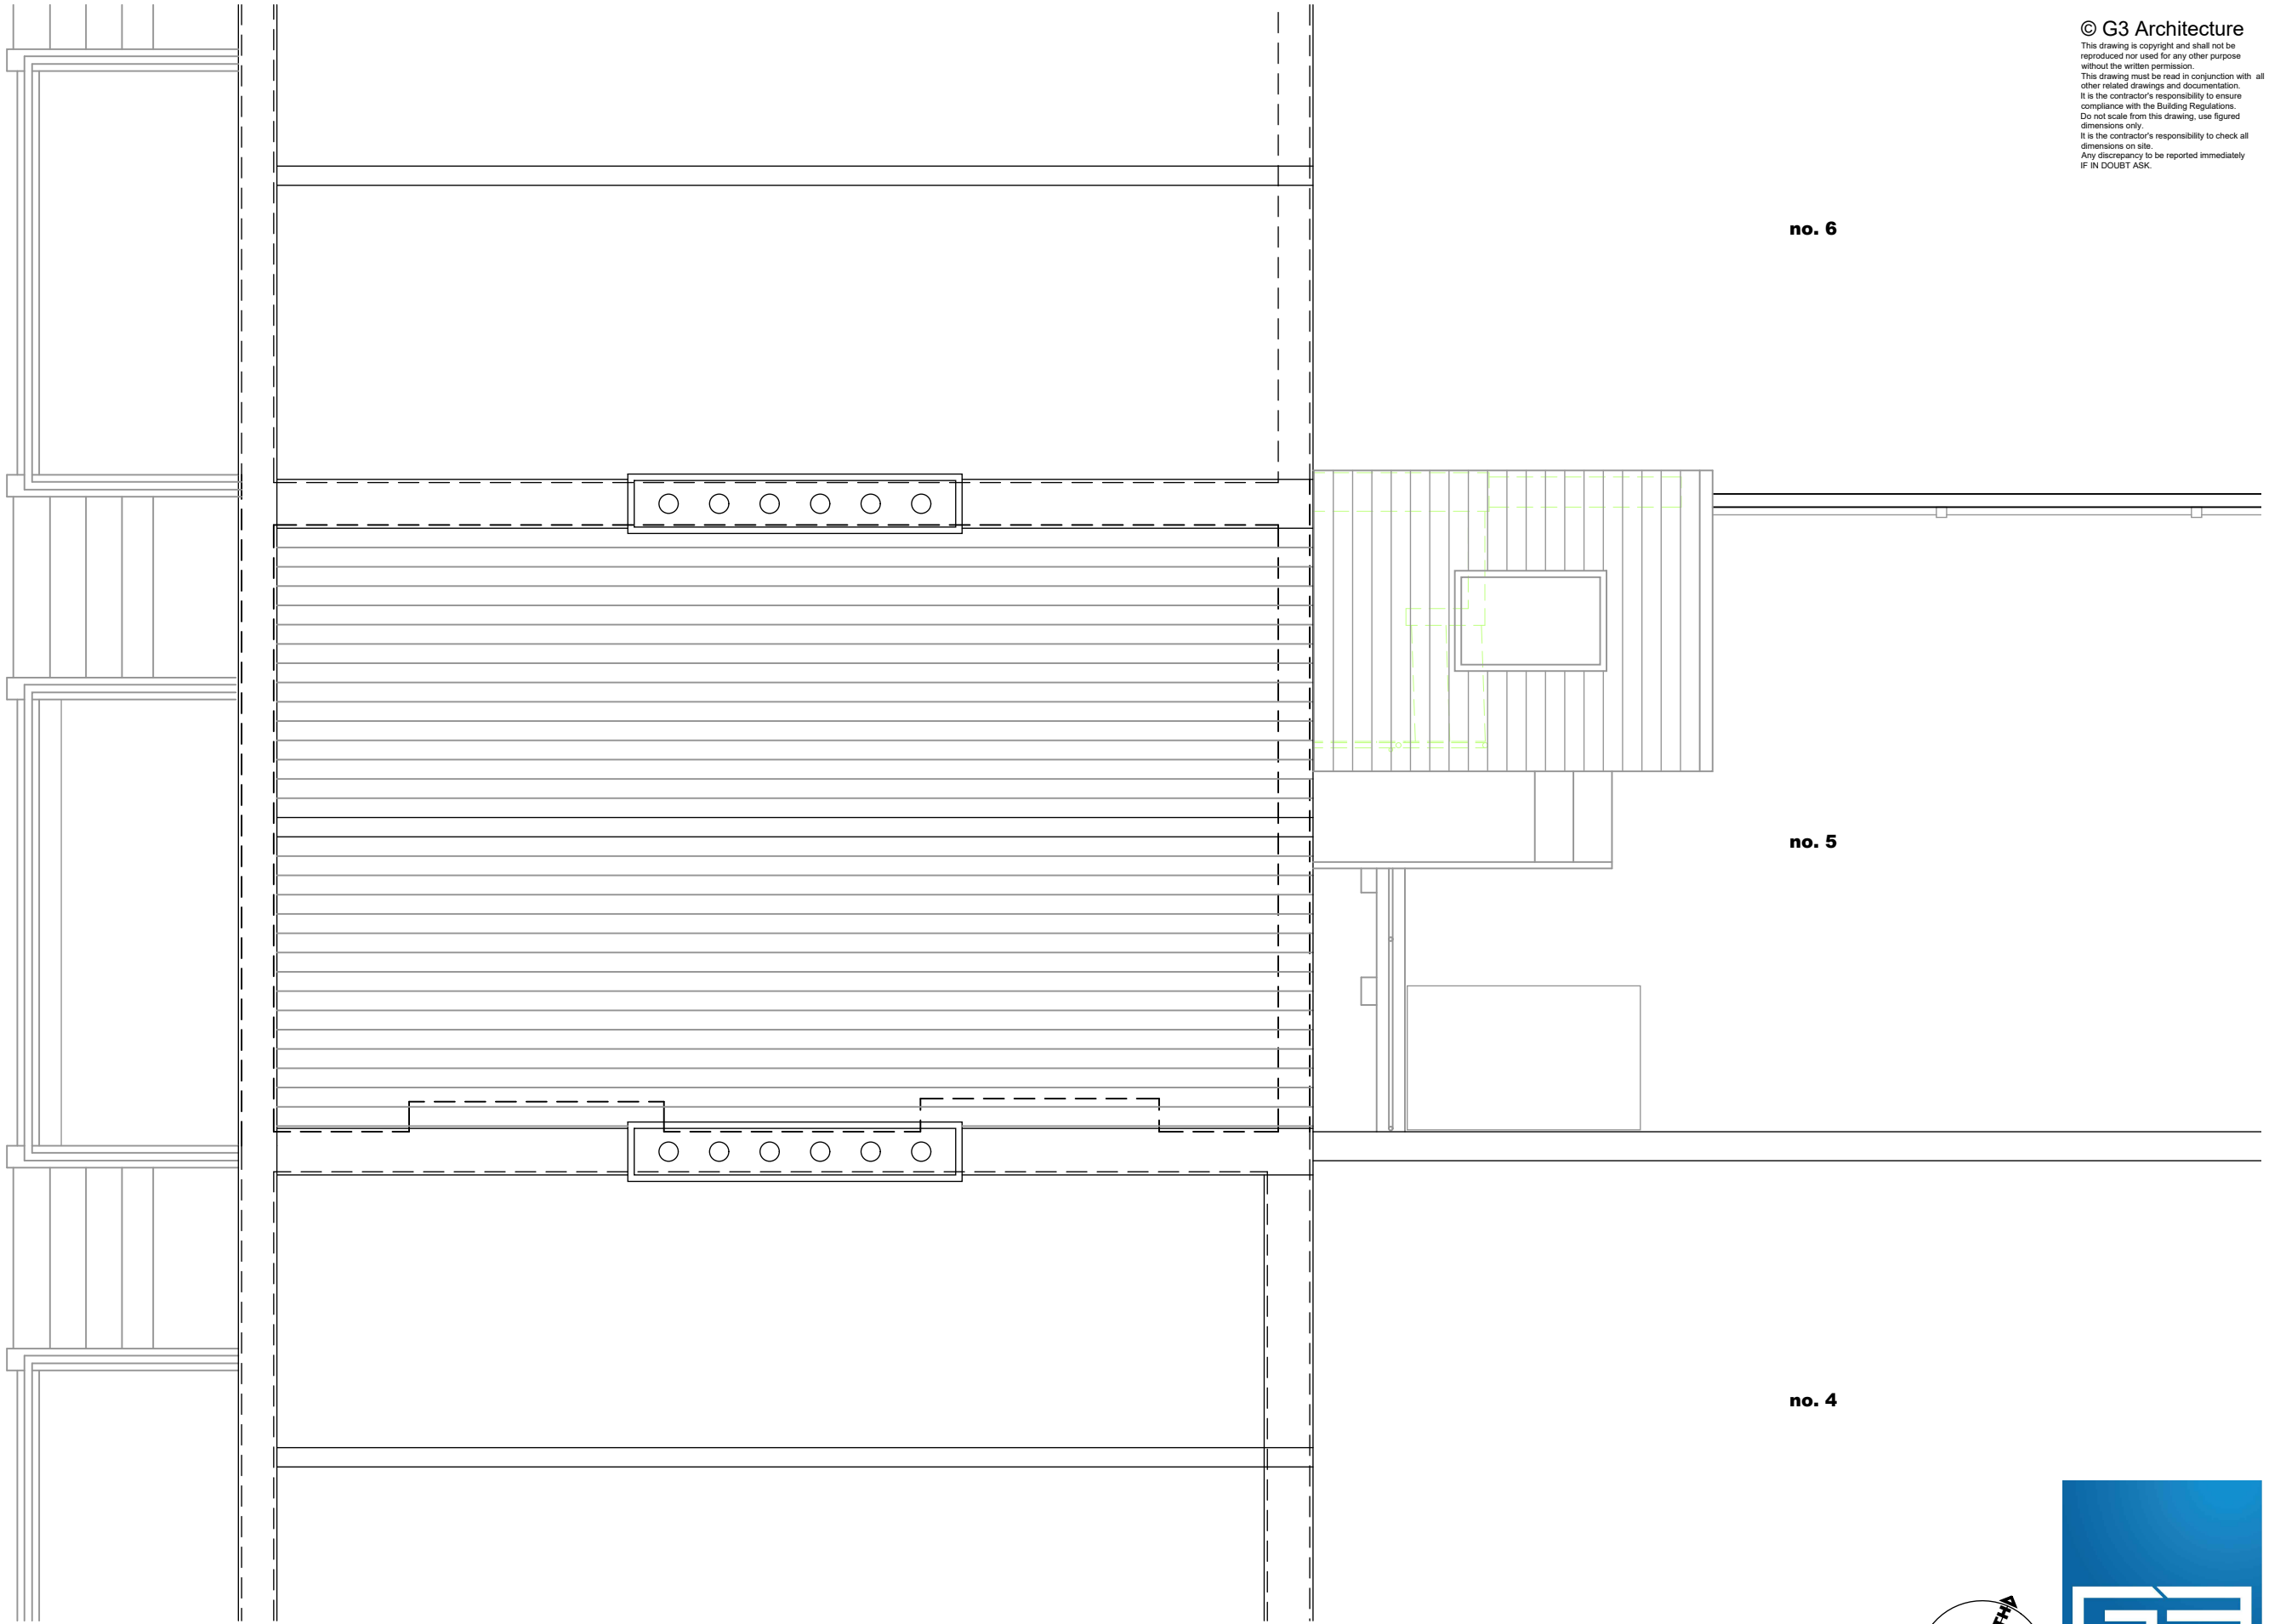 © G3 Architecture
This drawing is copyright and shall not be
reproduced nor used for any other purpose
without the written permission.
This drawing must be read in conjunction with all
other related drawings and documentation.
It is the contractor's responsibility to ensure
compliance with the Building Regulations.
Do not scale from this drawing, use figured
dimensions only.
It is the contractor's responsibility to check all
dimensions on site.
Any discrepancy to be reported immediately
IF IN DOUBT ASK.
no. 6
no. 5
no. 4